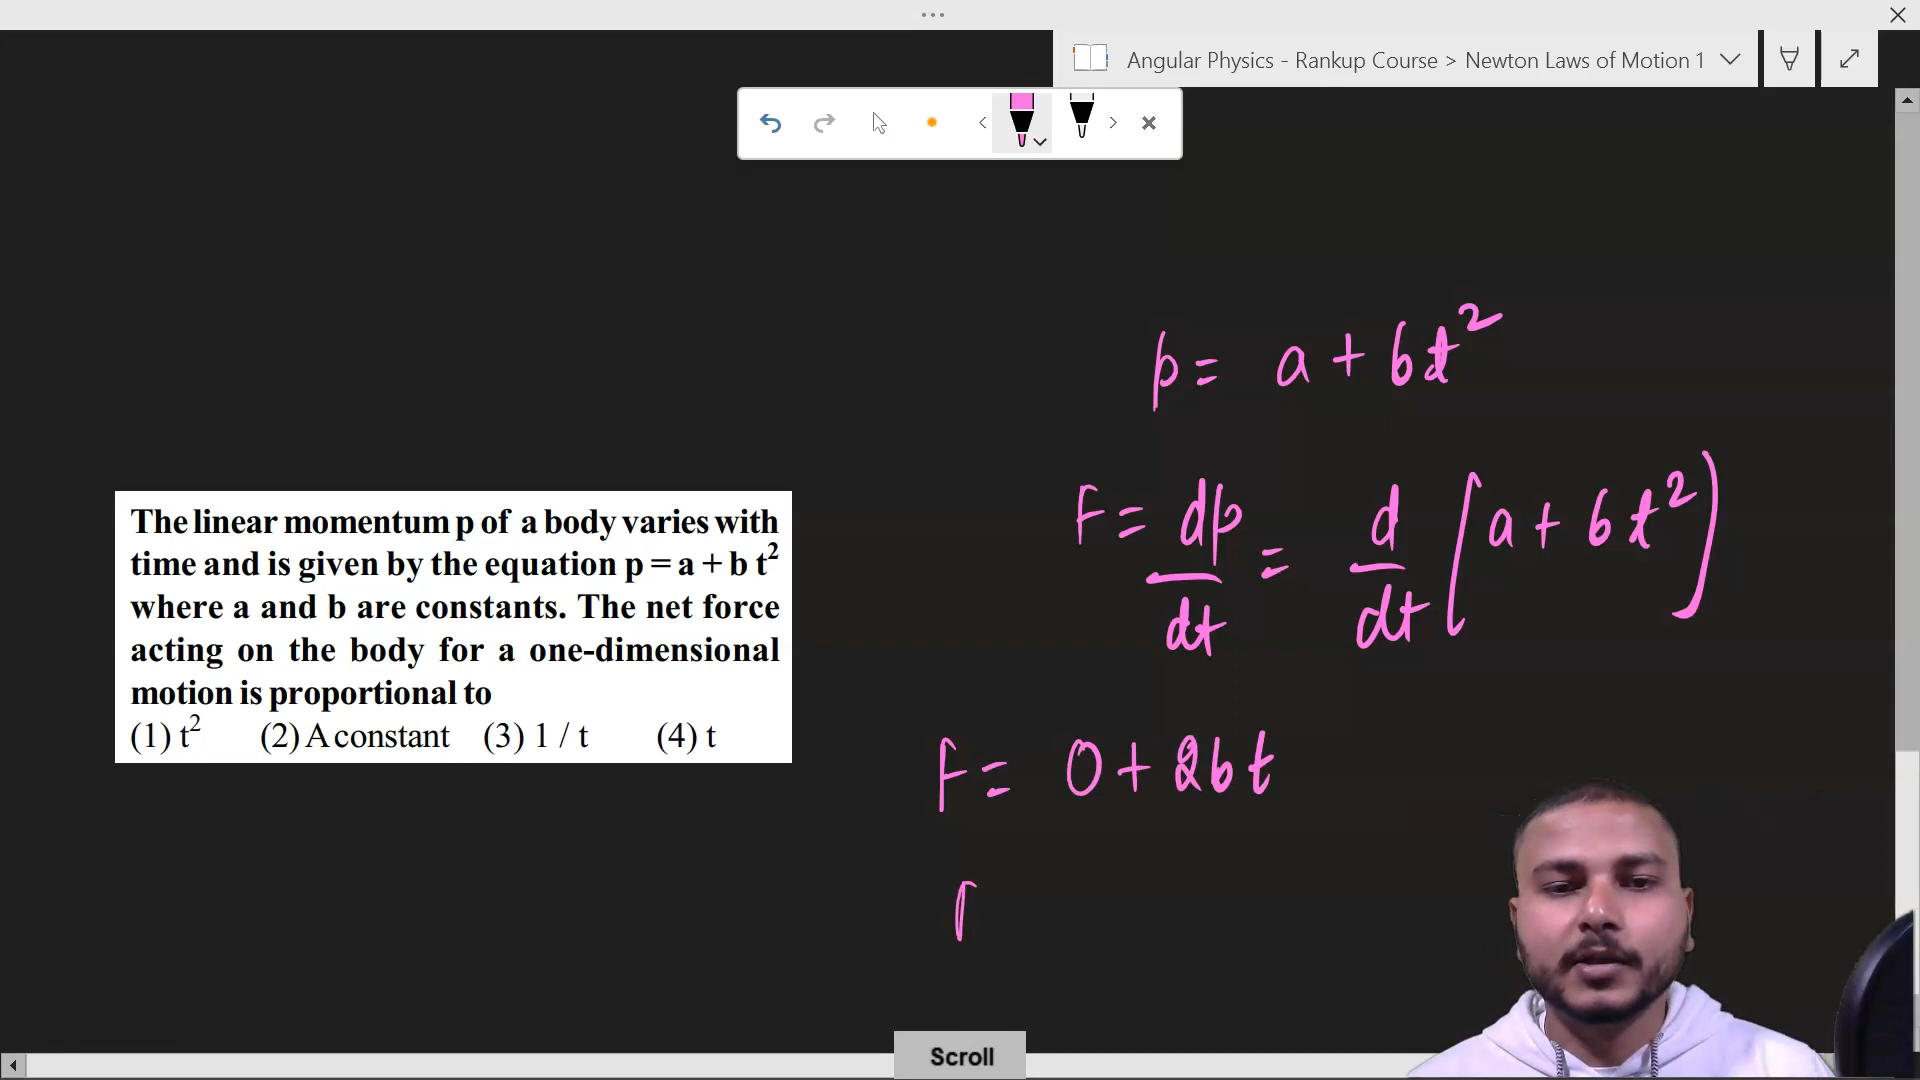 Angular Physics - Rankup Course > Newton Laws of Motion 1
p = a + bt²
F = dp/dt = d/dt [a + bt²)
The linear momentum p of a body varies with
time and is given by the equation p = a + b t²
where a and b are constants. The net force
acting on the body for a one-dimensional
motion is proportional to
(1) t² (2) A constant (3) 1 / t (4) t
F = 0 + 2bt
Scroll